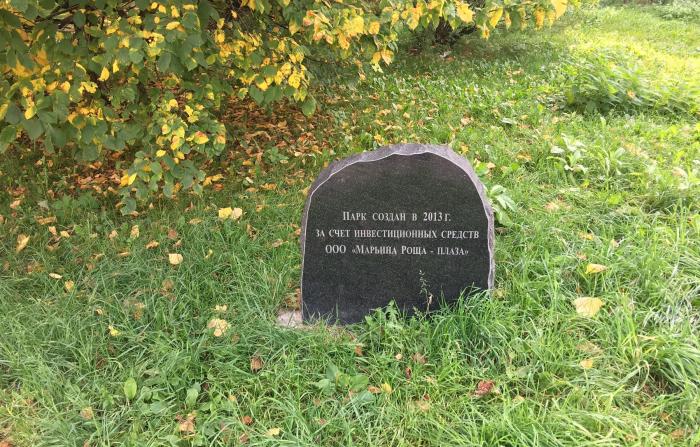 Парк создан в 2013 г.
за счет инвестиционных средств
ООО «Марьина Роща - плаза»